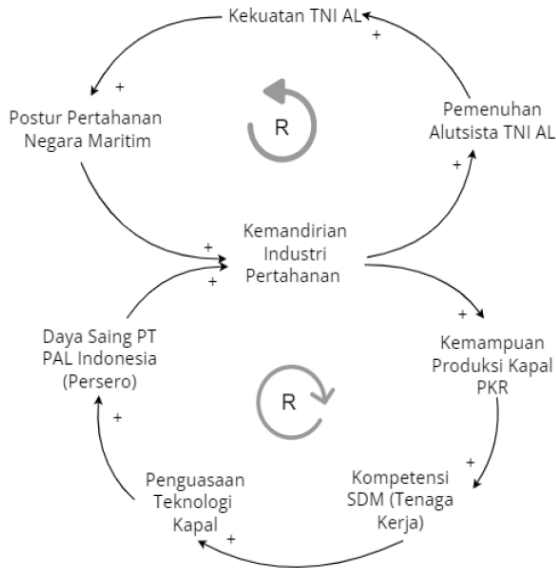 Kekuatan TNI AL
+
+
Postur Pertahanan
Negara Maritim
R
Pemenuhan
Alutsista TNI AL
+
Kemandirian
Industri
Pertahanan
+
+
+
Daya Saing PT
PAL Indonesia
(Persero)
Kemampuan
Produksi Kapal
PKR
R
+
+
Penguasaan
Teknologi
Kapal
Kompetensi
SDM (Tenaga
Kerja)
+